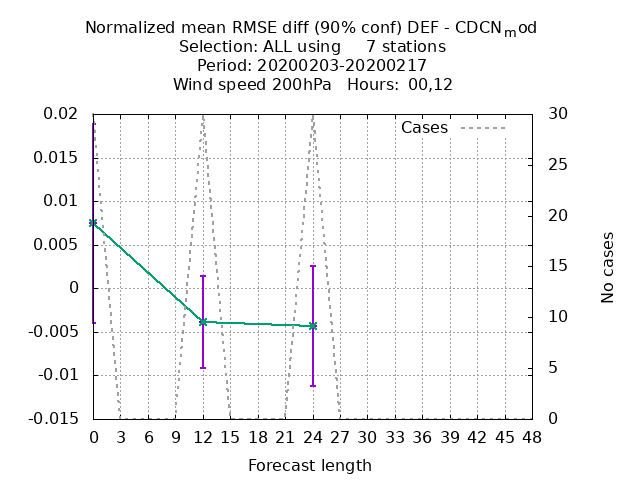 Normalized mean RMSE diff (90% conf) DEF - CDCNmod
Selection: ALL using 7 stations
Period: 20200203-20200217
Wind speed 200hPa Hours: 00,12
Cases
0.02
0.015
0.01
0.005
0
-0.005
-0.01
-0.015
30
25
20
15
10
5
0
No cases
0 3 6 9 12 15 18 21 24 27 30 33 36 39 42 45 48
Forecast length